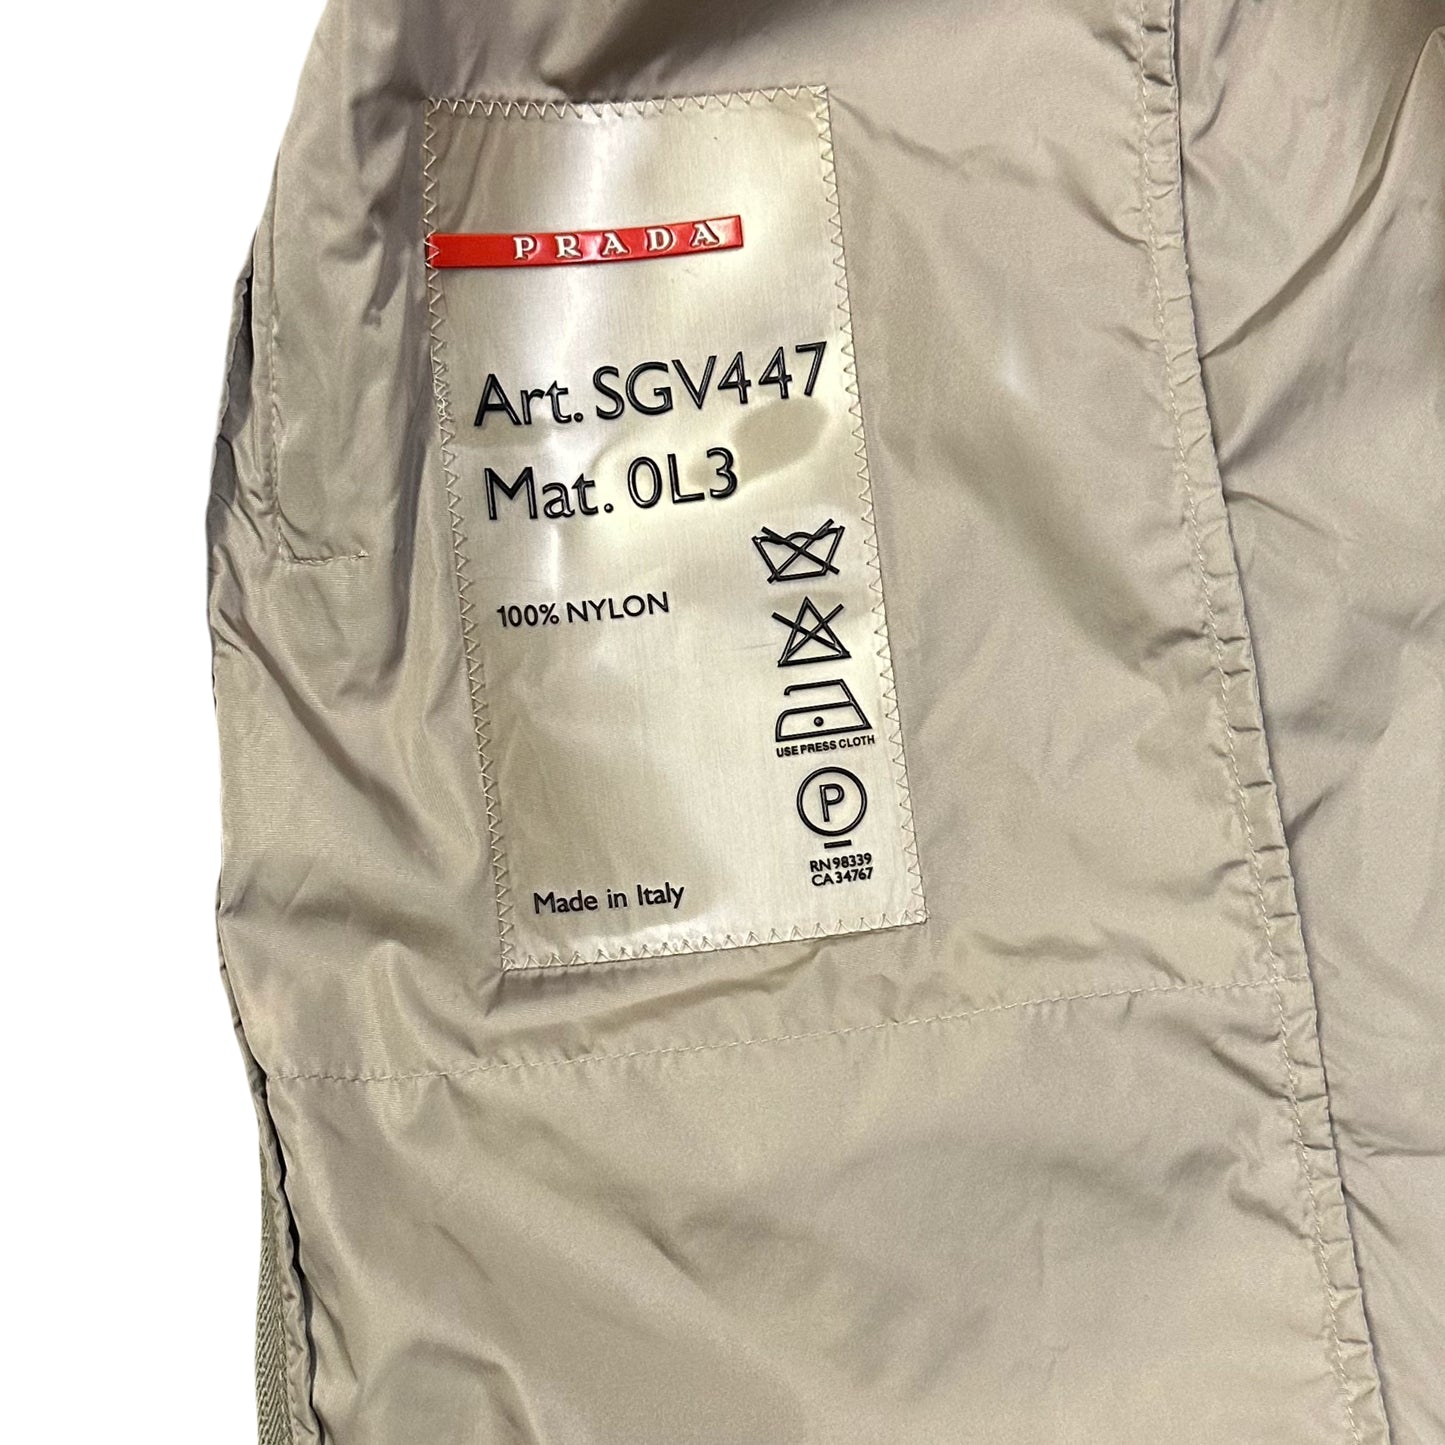 PRADA
Art. SGV447
Mat. 0L3
100% NYLON
USE PRESS CLOTH
P
RN 98339
CA 34767
Made in Italy